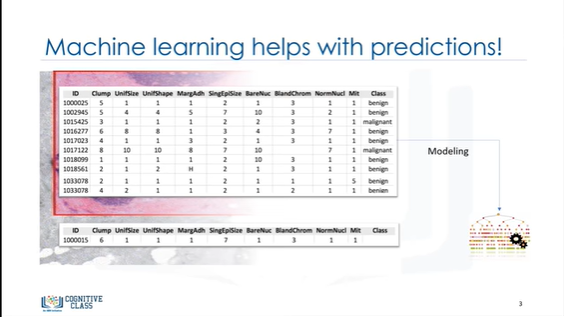 Machine learning helps with predictions!
ID Clump UnifSize UnifShape MargAdh SingEpiSize BareNuc BlandChrom NormNucl Mit Class
1000025 5 1 1 1 2 1 3 1 1 benign
1002945 5 4 4 5 7 10 3 2 1 benign
1015425 3 1 1 1 2 2 3 1 1 malignant
1016277 6 8 8 1 3 4 3 7 1 benign
1017023 4 1 1 3 2 1 3 1 1 benign
1017122 8 10 10 8 7 10 7 1 malignant
1018099 1 1 1 1 2 10 3 1 1 benign
1018561 2 1 2 H 2 1 3 1 1 benign
1033078 2 1 1 1 2 1 1 1 5 benign
1033078 4 2 1 1 2 1 2 1 1 benign
Modeling
ID Clump UnifSize UnifShape MargAdh SingEpiSize BareNuc BlandChrom NormNucl Mit Class
1000015 6 1 1 1 7 1 3 1 1
COGNITIVE
CLASS
3